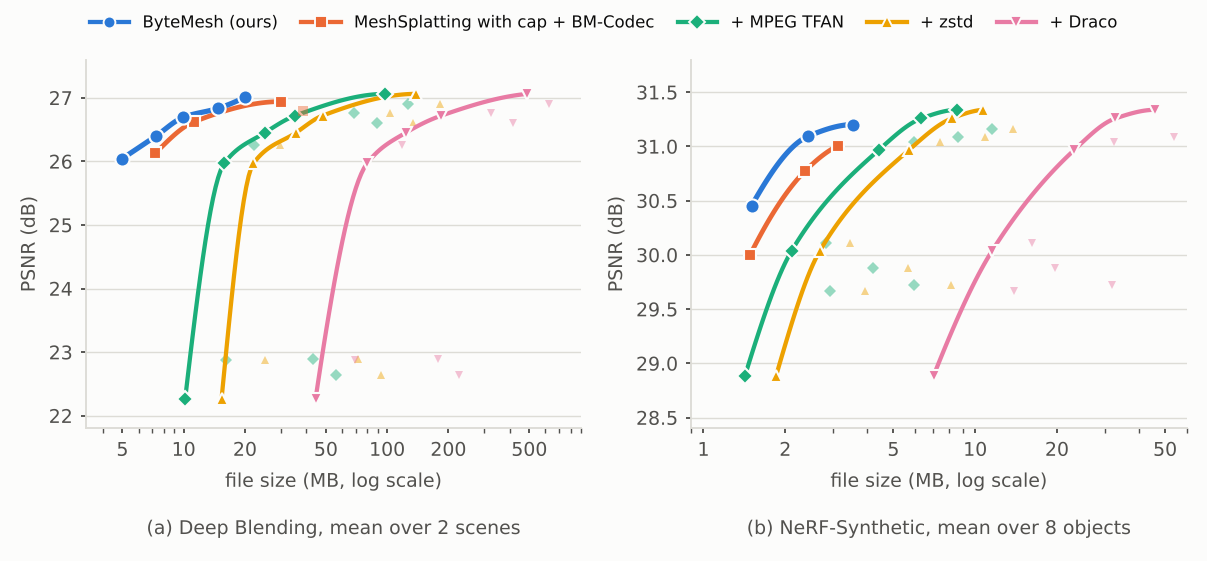 ByteMesh (ours) MeshSplatting with cap + BM-Codec + MPEG TFAN + zstd + Draco
PSNR (dB)
27
26
25
24
23
22
5 10 20 50 100 200 500
file size (MB, log scale)
(a) Deep Blending, mean over 2 scenes
PSNR (dB)
31.5
31.0
30.5
30.0
29.5
29.0
28.5
1 2 5 10 20 50
file size (MB, log scale)
(b) NeRF-Synthetic, mean over 8 objects